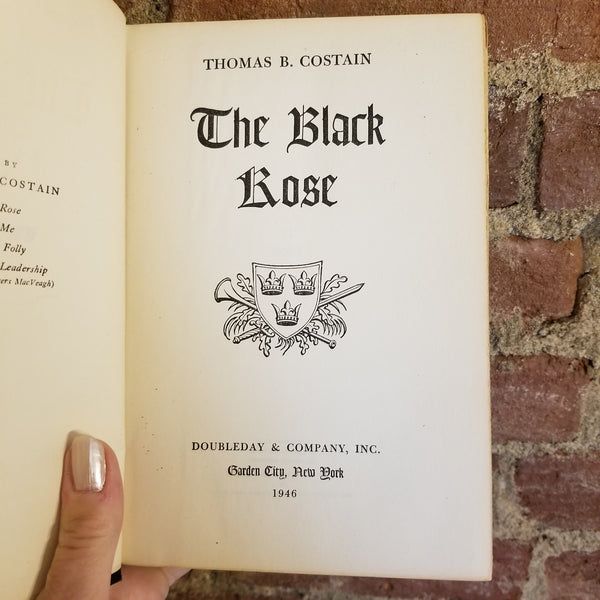 BY
COSTAIN
Rose
Me
Folly
Leadership
MacVeagh)
THOMAS B. COSTAIN
The Black
Rose
DOUBLEDAY & COMPANY, INC.
Garden City, New York
1946